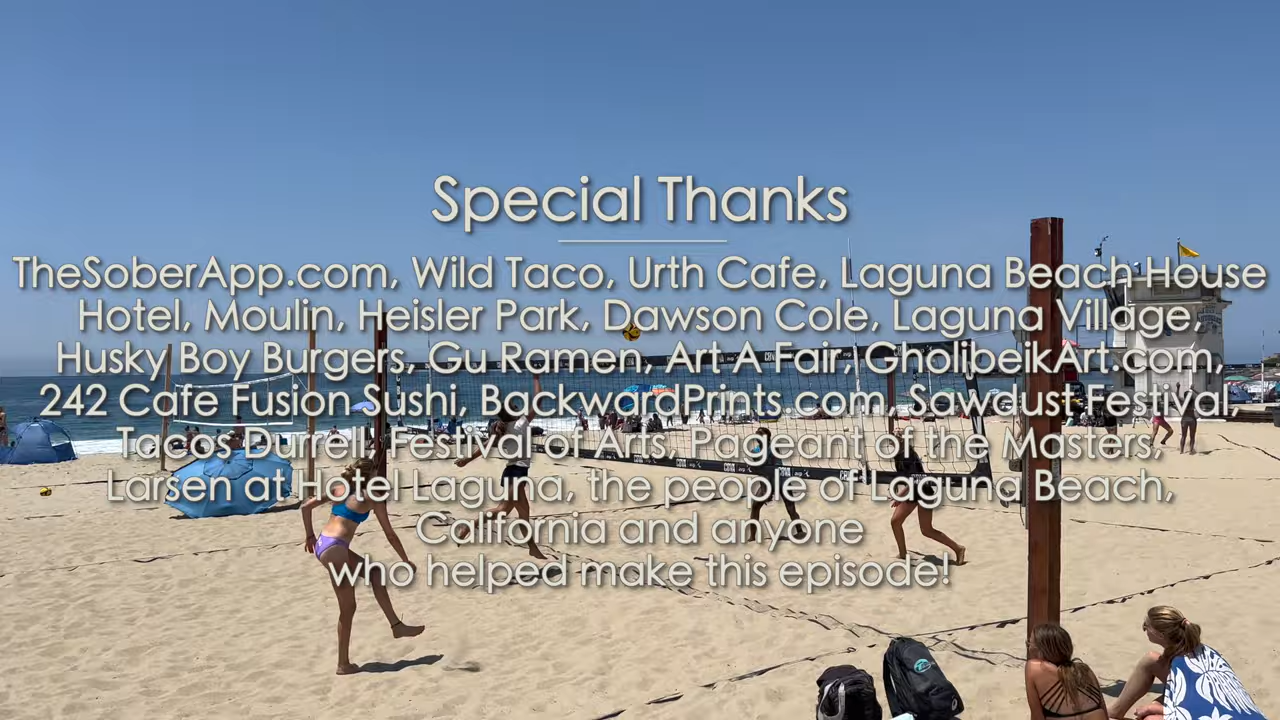 Special Thanks
TheSoberApp.com, Wild Taco, Urth Cafe, Laguna Beach House
Hotel, Moulin, Heisler Park, Dawson Cole, Laguna Village,
Husky Boy Burgers, Gu Ramen, Art A Fair, GholibeikArt.com,
242 Cafe Fusion Sushi, BackwardPrints.com, Sawdust Festival,
Tacos Durrell, Festival of Arts, Pageant of the Masters,
Larsen at Hotel Laguna, the people of Laguna Beach,
California and anyone
who helped make this episode!